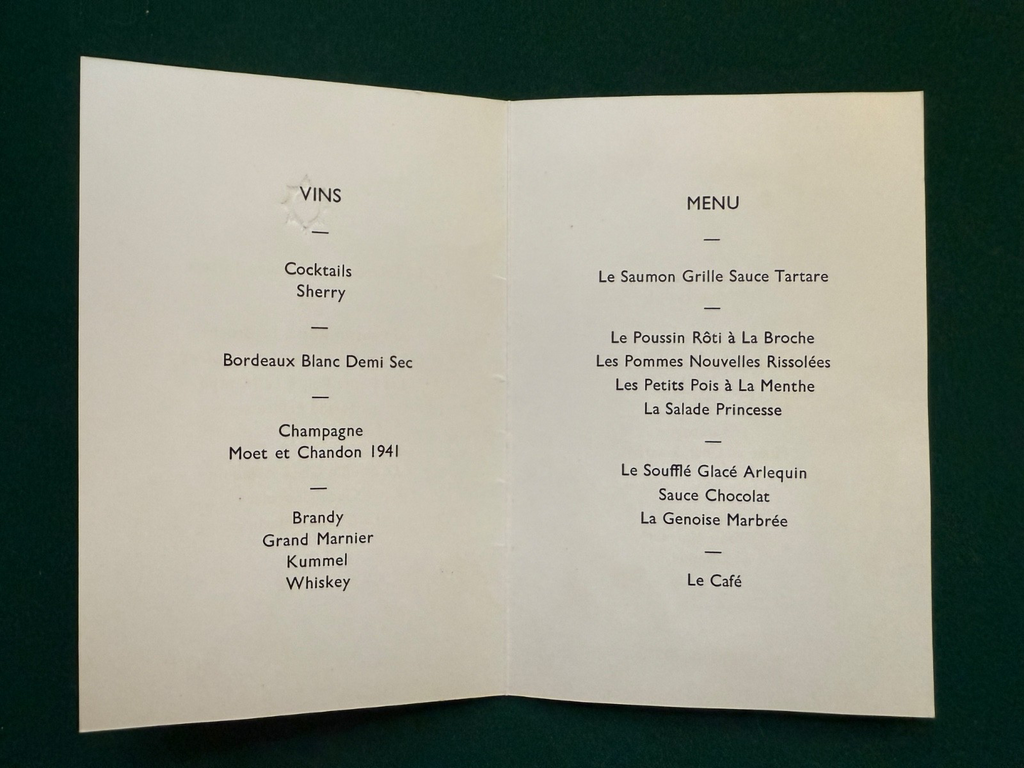 VINS
—
Cocktails
Sherry
—
Bordeaux Blanc Demi Sec
—
Champagne
Moet et Chandon 1941
—
Brandy
Grand Marnier
Kummel
Whiskey
MENU
—
Le Saumon Grille Sauce Tartare
—
Le Poussin Rôti à La Broche
Les Pommes Nouvelles Rissolées
Les Petits Pois à La Menthe
La Salade Princesse
—
Le Soufflé Glacé Arlequin
Sauce Chocolat
La Genoise Marbrée
—
Le Café